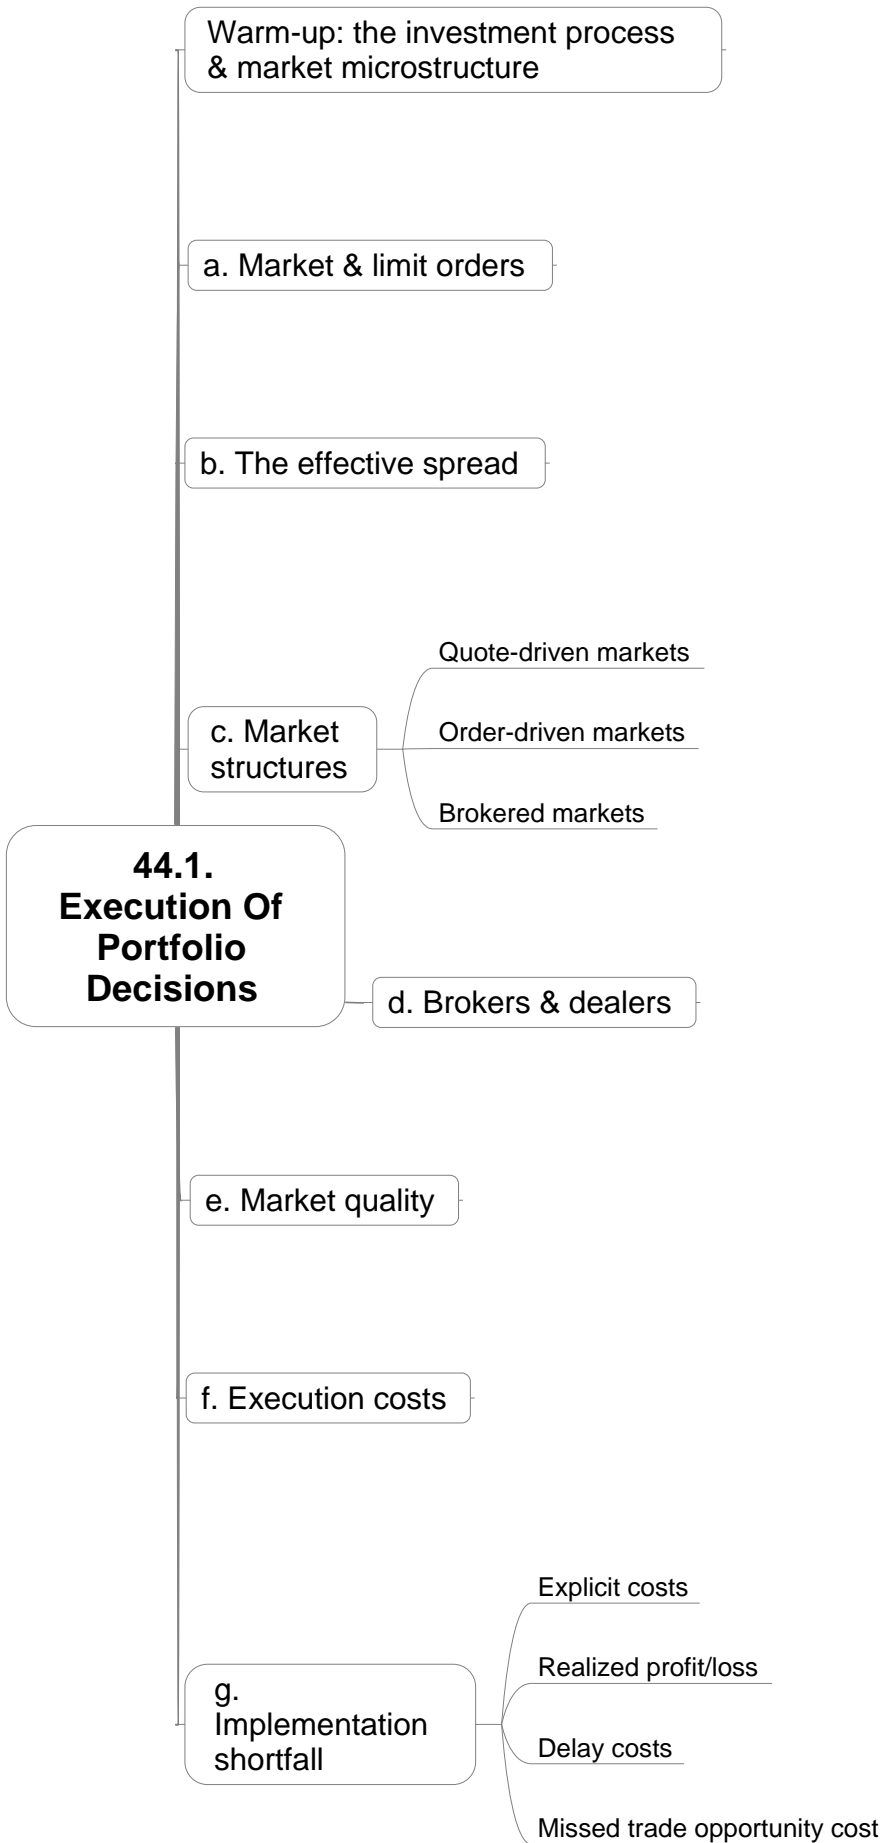 Warm-up: the investment process
& market microstructure
a. Market & limit orders
b. The effective spread
Quote-driven markets
c. Market
structures
Order-driven markets
Brokered markets
44.1.
Execution Of
Portfolio
Decisions
d. Brokers & dealers
e. Market quality
f. Execution costs
Explicit costs
Realized profit/loss
g.
Implementation
shortfall
Delay costs
Missed trade opportunity cost